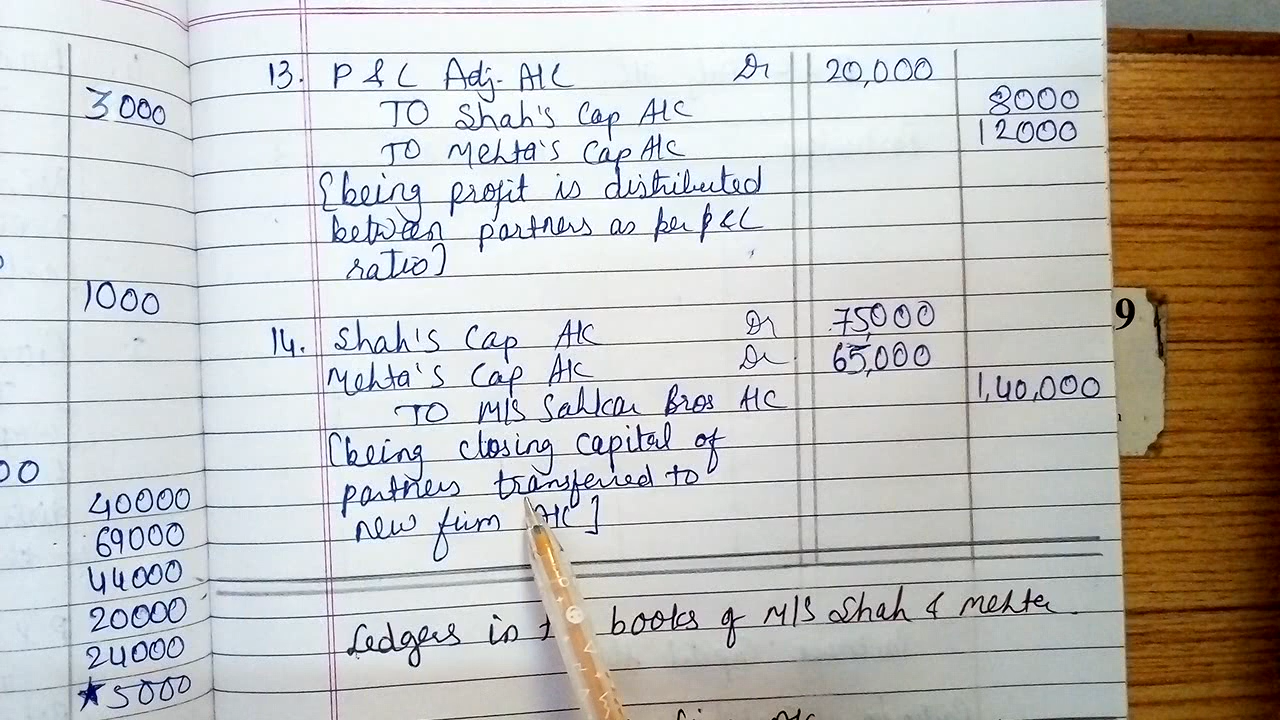 3000
1000
00
40000
69000
44000
20000
24000
★5000
13. P & L Adj. A/C Dr 20,000
TO Shah's Cap A/C 8000
TO Mehta's Cap A/C 12000
[being profit is distributed
between partners as per P & L
ratio]
14. Shah's Cap A/C Dr 75,000
Mehta's Cap A/C Dr 65,000
TO M/S Sahkar Bros A/C 1,40,000
[being closing capital of
partners transferred to
new firm A/C]
Ledgers in books of M/S Shah & Mehta
9